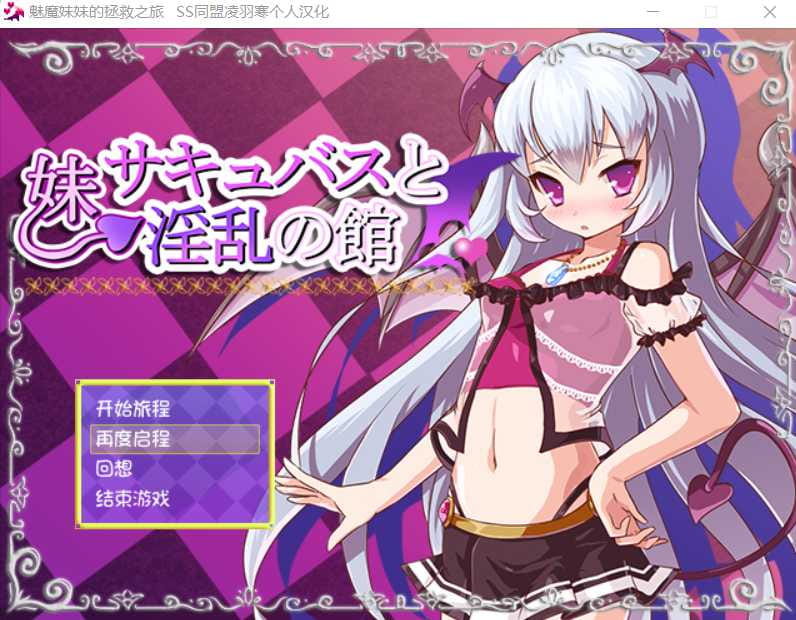 魅魔妹妹的拯救之旅 SS同盟凌羽寒个人汉化
妹サキュバスと
淫乱の館
开始旅程
再度启程
回想
结束游戏